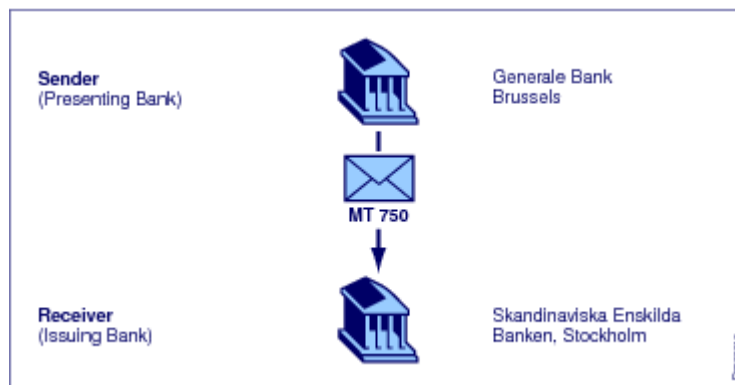 Sender
(Presenting Bank)
Generale Bank
Brussels
MT 750
Receiver
(Issuing Bank)
Skandinaviska Enskilda
Banken, Stockholm